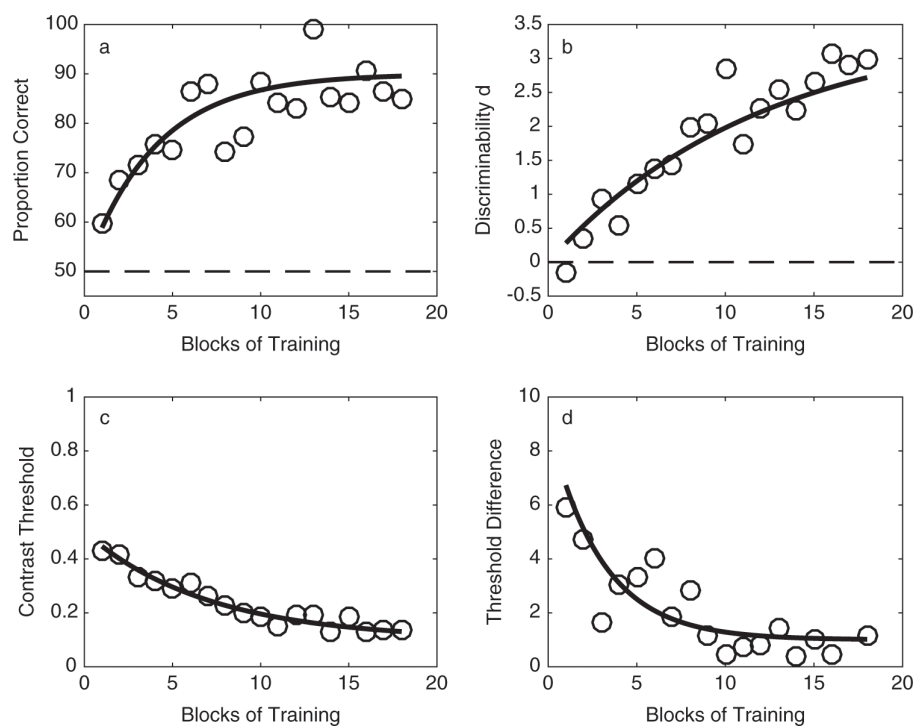 a
100
90
80
70
60
50
Proportion Correct
0 5 10 15 20
Blocks of Training
b
3.5
3
2.5
2
1.5
1
0.5
0
-0.5
Discriminability d
0 5 10 15 20
Blocks of Training
c
1
0.8
0.6
0.4
0.2
0
Contrast Threshold
0 5 10 15 20
Blocks of Training
d
10
8
6
4
2
0
Threshold Difference
0 5 10 15 20
Blocks of Training